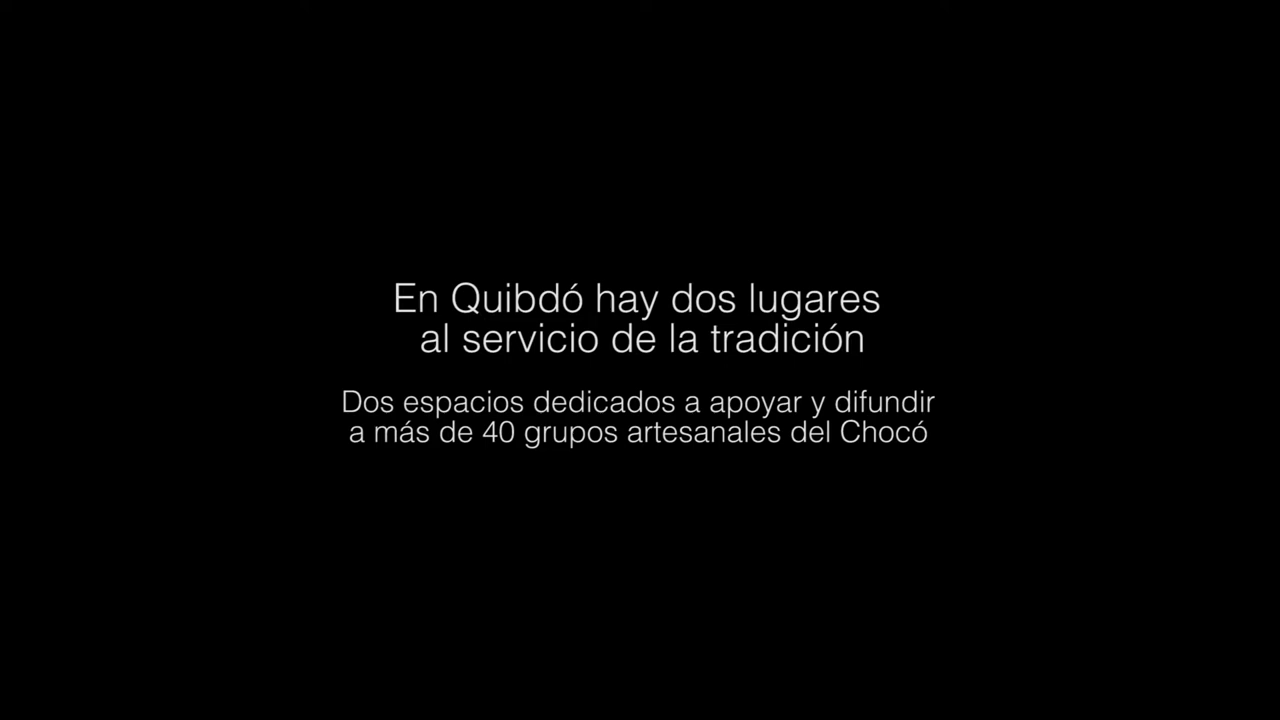 En Quibdó hay dos lugares
al servicio de la tradición
Dos espacios dedicados a apoyar y difundir
a más de 40 grupos artesanales del Chocó